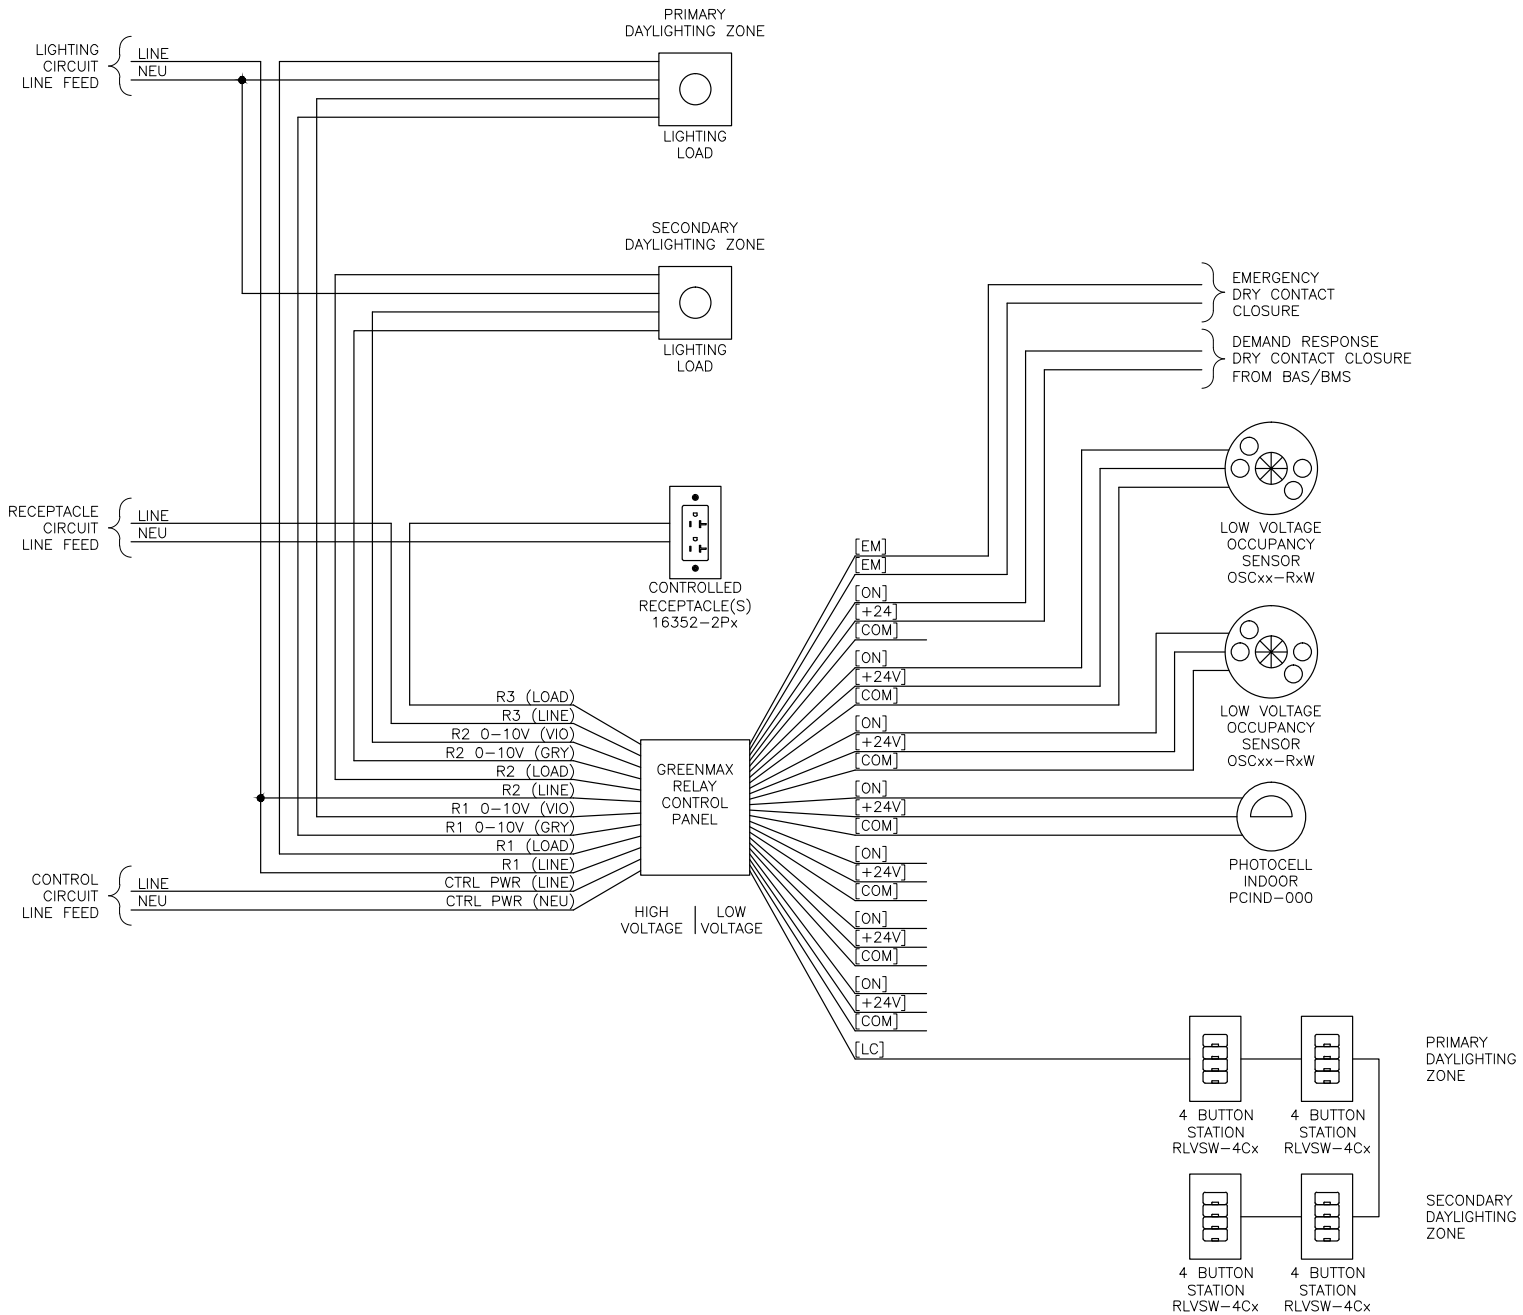 PRIMARY
DAYLIGHTING ZONE
LIGHTING
CIRCUIT
LINE FEED
LINE
NEU
LIGHTING
LOAD
SECONDARY
DAYLIGHTING ZONE
LIGHTING
LOAD
EMERGENCY
DRY CONTACT
CLOSURE
DEMAND RESPONSE
DRY CONTACT CLOSURE
FROM BAS/BMS
RECEPTACLE
CIRCUIT
LINE FEED
LINE
NEU
CONTROLLED
RECEPTACLE(S)
16352-2Px
LOW VOLTAGE
OCCUPANCY
SENSOR
OSCxx-RxW
LOW VOLTAGE
OCCUPANCY
SENSOR
OSCxx-RxW
R3 (LOAD)
R3 (LINE)
R2 0-10V (VIO)
R2 0-10V (GRY)
R2 (LOAD)
R2 (LINE)
R1 0-10V (VIO)
R1 0-10V (GRY)
R1 (LOAD)
R1 (LINE)
CTRL PWR (LINE)
CTRL PWR (NEU)
CONTROL
CIRCUIT
LINE FEED
LINE
NEU
GREENMAX
RELAY
CONTROL
PANEL
HIGH
VOLTAGE
LOW
VOLTAGE
[EM]
[EM]
[ON]
[+24]
[COM]
[ON]
[+24V]
[COM]
[ON]
[+24V]
[COM]
[ON]
[+24V]
[COM]
[ON]
[+24V]
[COM]
[ON]
[+24V]
[COM]
[ON]
[+24V]
[COM]
[LC]
PHOTOCELL
INDOOR
PCIND-000
4 BUTTON
STATION
RLVSW-4Cx
4 BUTTON
STATION
RLVSW-4Cx
PRIMARY
DAYLIGHTING
ZONE
4 BUTTON
STATION
RLVSW-4Cx
4 BUTTON
STATION
RLVSW-4Cx
SECONDARY
DAYLIGHTING
ZONE